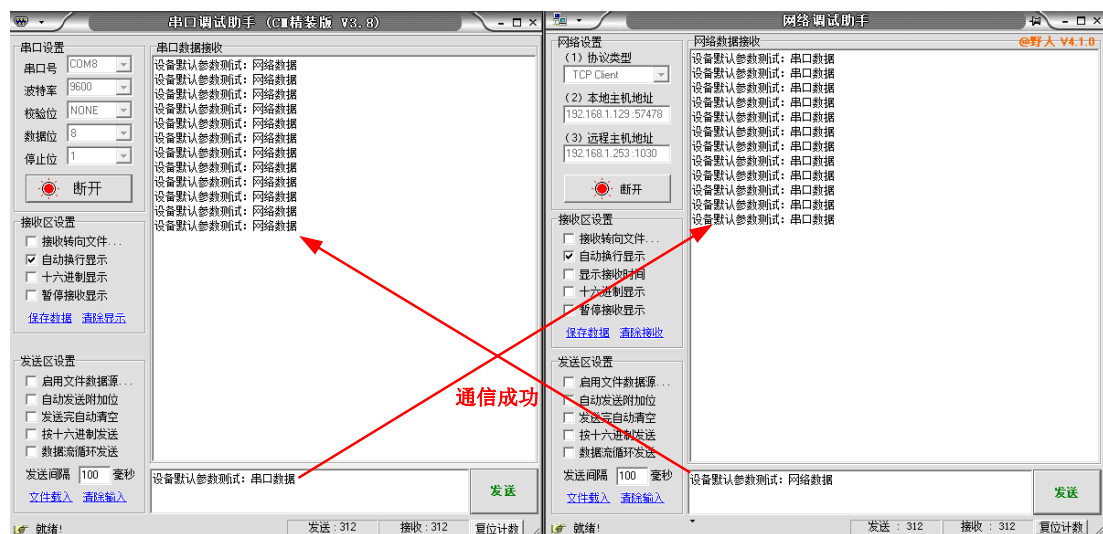 串口调试助手 (CM精装版 V3.8)
串口设置
串口号 COM8
波特率 9600
校验位 NONE
数据位 8
停止位 1
断开
接收区设置
接收转向文件...
自动换行显示
十六进制显示
暂停接收显示
保存数据 清除显示
发送区设置
启用文件数据源...
自动发送附加位
发送完自动清空
按十六进制发送
数据流循环发送
发送间隔 100 毫秒
文件载入 清除输入
就绪!
串口数据接收
设备默认参数测试: 网络数据
设备默认参数测试: 网络数据
设备默认参数测试: 网络数据
设备默认参数测试: 网络数据
设备默认参数测试: 网络数据
设备默认参数测试: 网络数据
设备默认参数测试: 网络数据
设备默认参数测试: 网络数据
设备默认参数测试: 网络数据
设备默认参数测试: 网络数据
设备默认参数测试: 网络数据
设备默认参数测试: 网络数据
通信成功
设备默认参数测试: 串口数据
发送
发送:312 接收:312 复位计数
网络调试助手
网络设置
(1) 协议类型
TCP Client
(2) 本地主机地址
192.168.1.129 :57478
(3) 远程主机地址
192.168.1.253 :1030
断开
接收区设置
接收转向文件...
自动换行显示
显示接收时间
十六进制显示
暂停接收显示
保存数据 清除接收
发送区设置
启用文件数据源...
自动发送附加位
发送完自动清空
按十六进制发送
数据流循环发送
发送间隔 100 毫秒
文件载入 清除输入
就绪!
网络数据接收
@野人 V4.1.0
设备默认参数测试: 串口数据
设备默认参数测试: 串口数据
设备默认参数测试: 串口数据
设备默认参数测试: 串口数据
设备默认参数测试: 串口数据
设备默认参数测试: 串口数据
设备默认参数测试: 串口数据
设备默认参数测试: 串口数据
设备默认参数测试: 串口数据
设备默认参数测试: 串口数据
设备默认参数测试: 串口数据
设备默认参数测试: 串口数据
设备默认参数测试: 网络数据
发送
发送 : 312 接收 : 312 复位计数